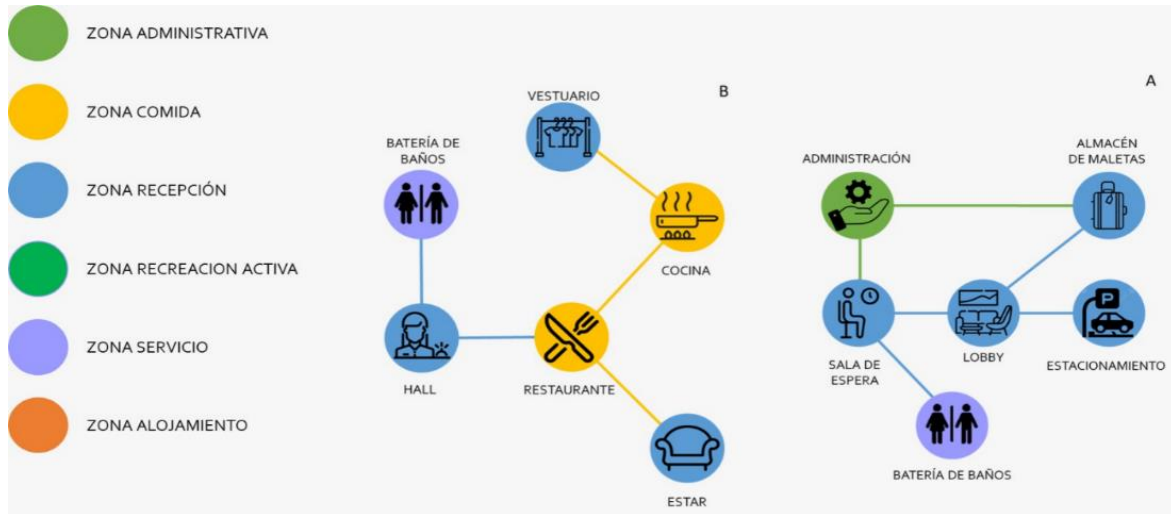 ZONA ADMINISTRATIVA
ZONA COMIDA
ZONA RECEPCIÓN
ZONA RECREACION ACTIVA
ZONA SERVICIO
ZONA ALOJAMIENTO
B
VESTUARIO
BATERÍA DE
BAÑOS
COCINA
HALL
RESTAURANTE
ESTAR
A
ADMINISTRACIÓN
ALMACÉN
DE MALETAS
P
SALA DE
ESPERA
LOBBY
ESTACIONAMIENTO
BATERÍA DE BAÑOS